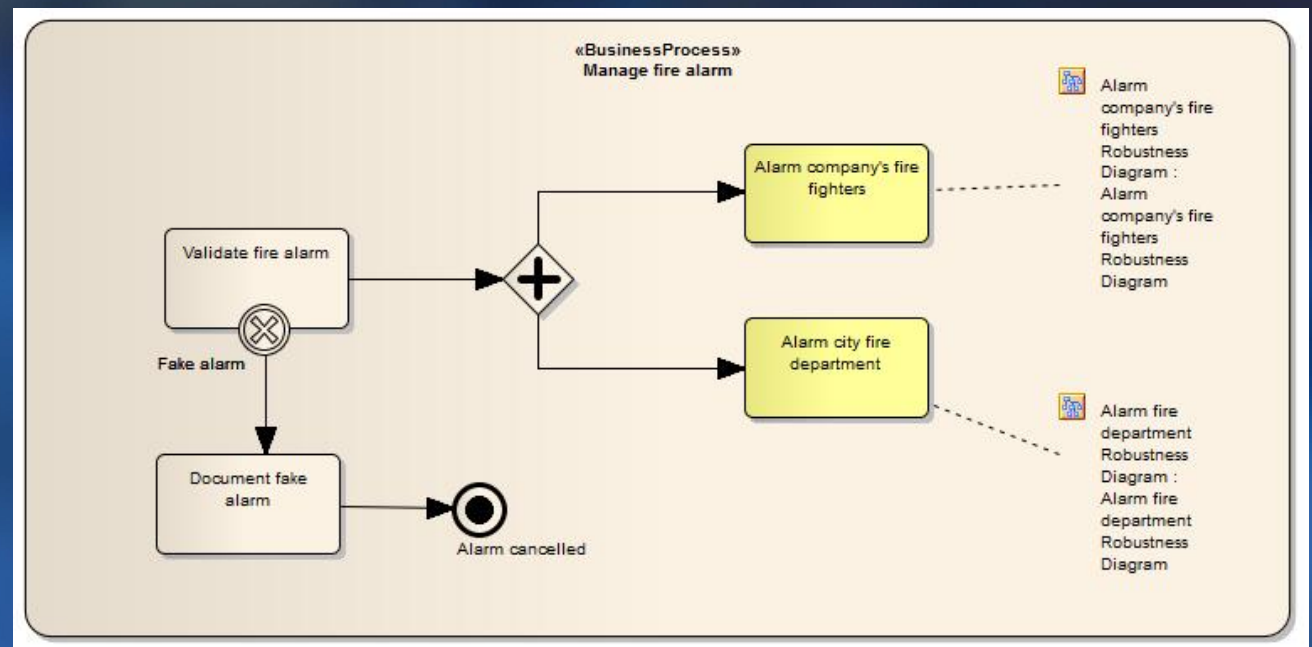 «BusinessProcess»
Manage fire alarm
Alarm
company's fire
fighters
Robustness
Diagram :
Alarm
company's fire
fighters
Robustness
Diagram
Alarm company's fire
fighters
Validate fire alarm
Fake alarm
Alarm city fire
department
Alarm fire
department
Robustness
Diagram :
Alarm fire
department
Robustness
Diagram
Document fake
alarm
Alarm cancelled